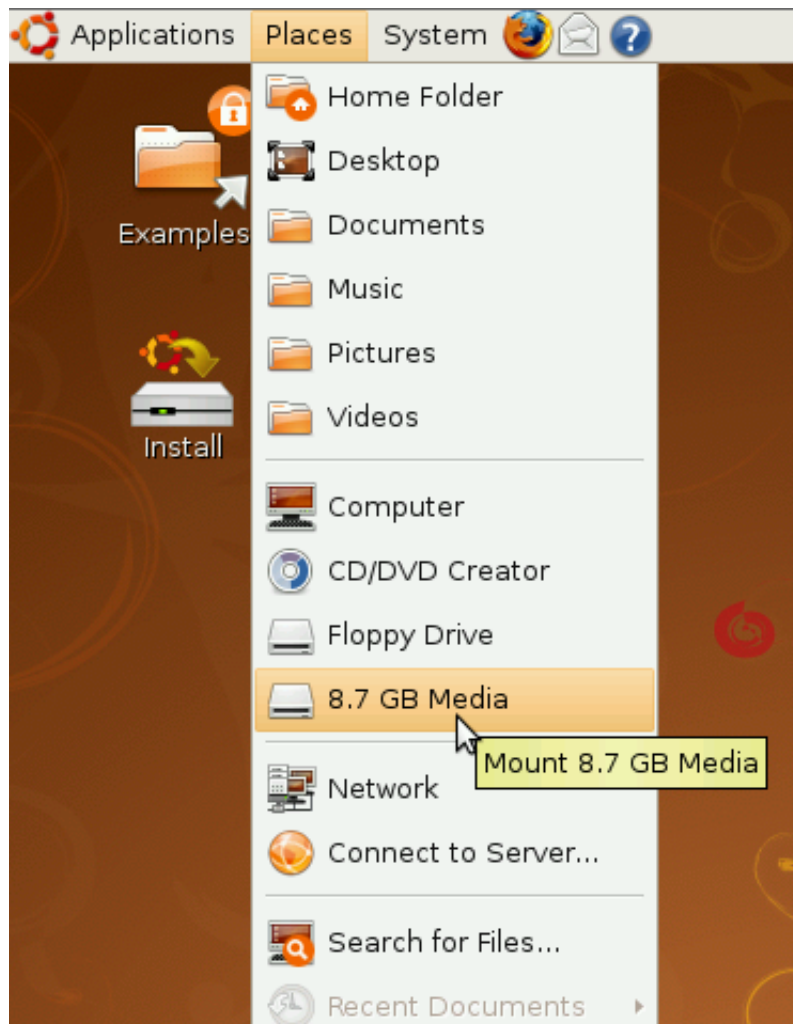 Applications Places System
Examples
Install
Home Folder
Desktop
Documents
Music
Pictures
Videos
Computer
CD/DVD Creator
Floppy Drive
8.7 GB Media
Mount 8.7 GB Media
Network
Connect to Server...
Search for Files...
Recent Documents